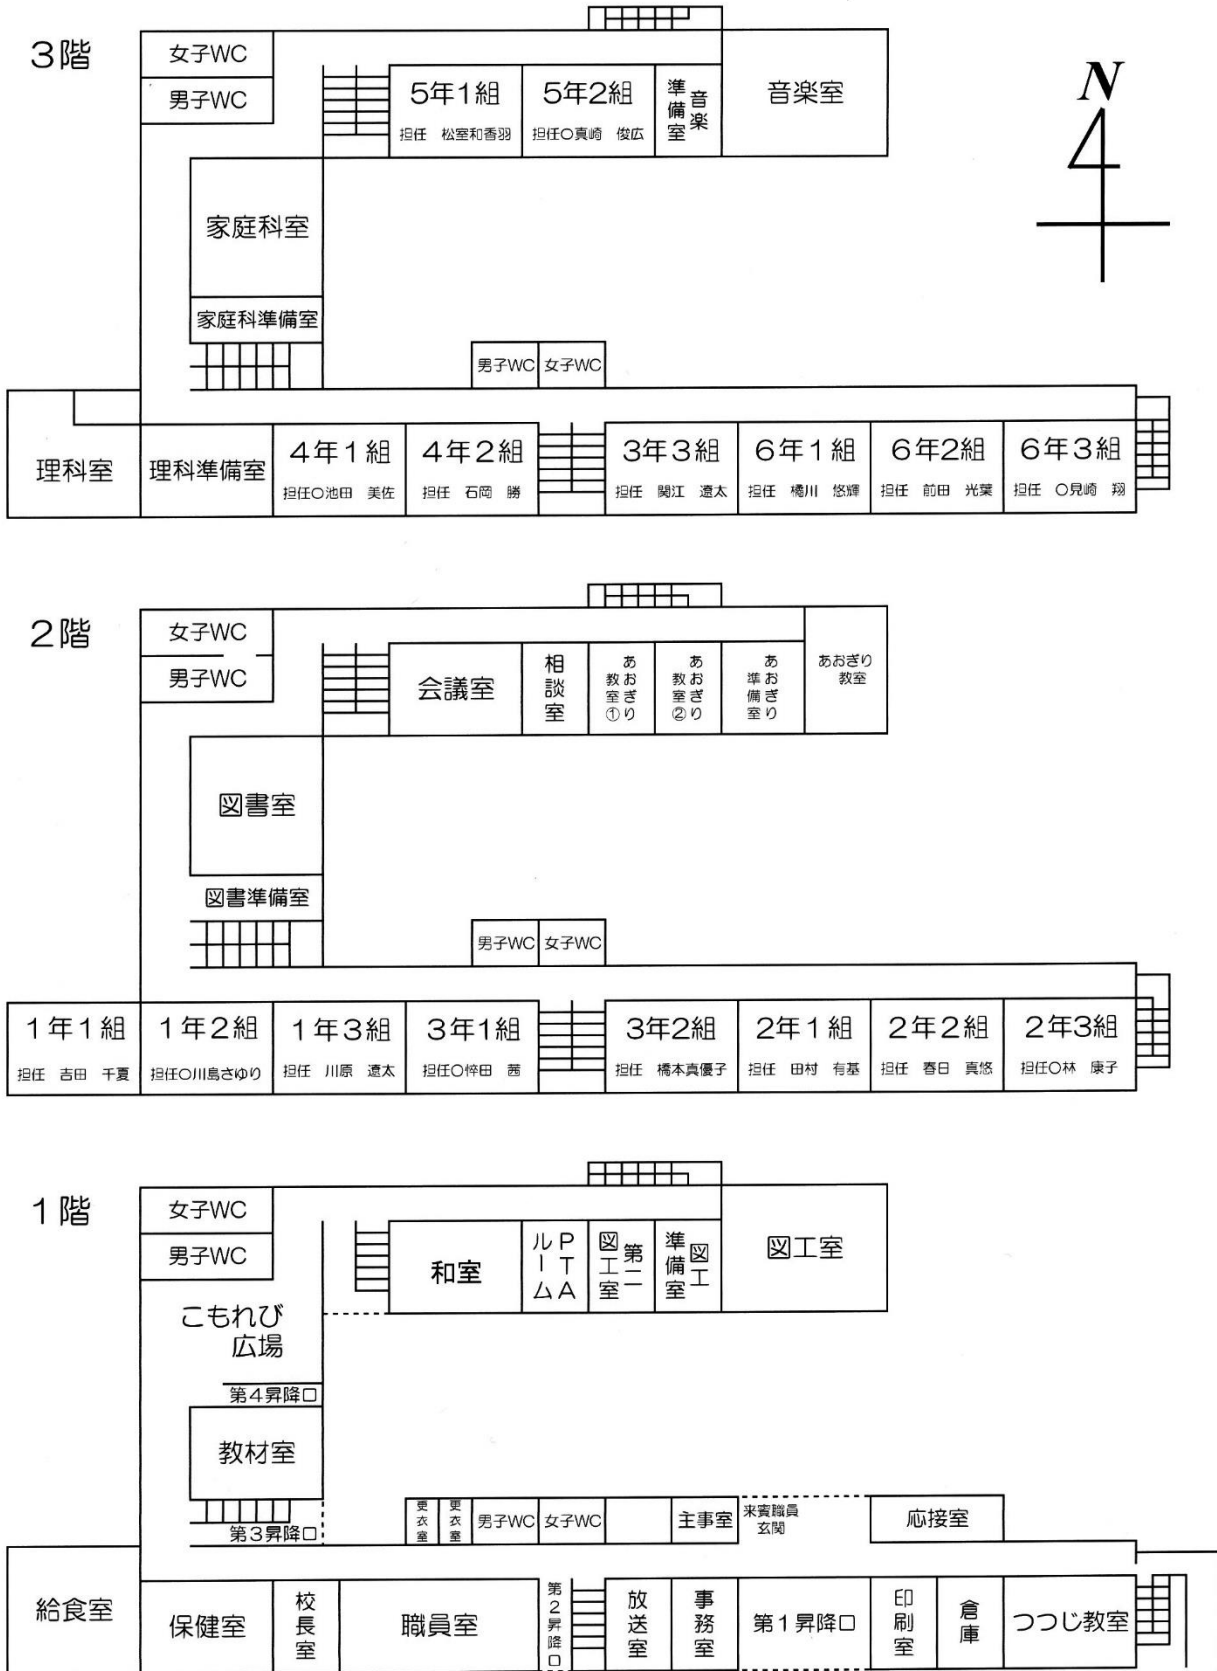 3階
N
女子WC
男子WC
5年1組
担任 松室和香羽
5年2組
担任〇真崎 俊広
音楽
準備室
音楽室
家庭科室
家庭科準備室
男子WC
女子WC
理科室
理科準備室
4年1組
担任〇池田 美佐
4年2組
担任 石岡 勝
3年3組
担任 関江 遼太
6年1組
担任 橋川 悠輝
6年2組
担任 前田 光葉
6年3組
担任 〇見崎 翔
2階
女子WC
男子WC
会議室
相談室
あおぎり
教室①
あおぎり
教室②
あおぎり
準備室
あおぎり
教室
図書室
図書準備室
男子WC
女子WC
1年1組
担任 吉田 千夏
1年2組
担任〇川島さゆり
1年3組
担任 川原 遼太
3年1組
担任〇悴田 茜
3年2組
担任 橋本真優子
2年1組
担任 田村 有基
2年2組
担任 春日 真悠
2年3組
担任〇林 康子
1階
女子WC
男子WC
和室
PTA
ルーム
第二
図工室
図工
準備室
図工室
こもれび
広場
第4昇降口
教材室
第3昇降口
更衣室
更衣室
男子WC
女子WC
主事室
来賓職員
玄関
応接室
給食室
保健室
校長室
職員室
第2昇降口
放送室
事務室
第1昇降口
印刷室
倉庫
つつじ教室